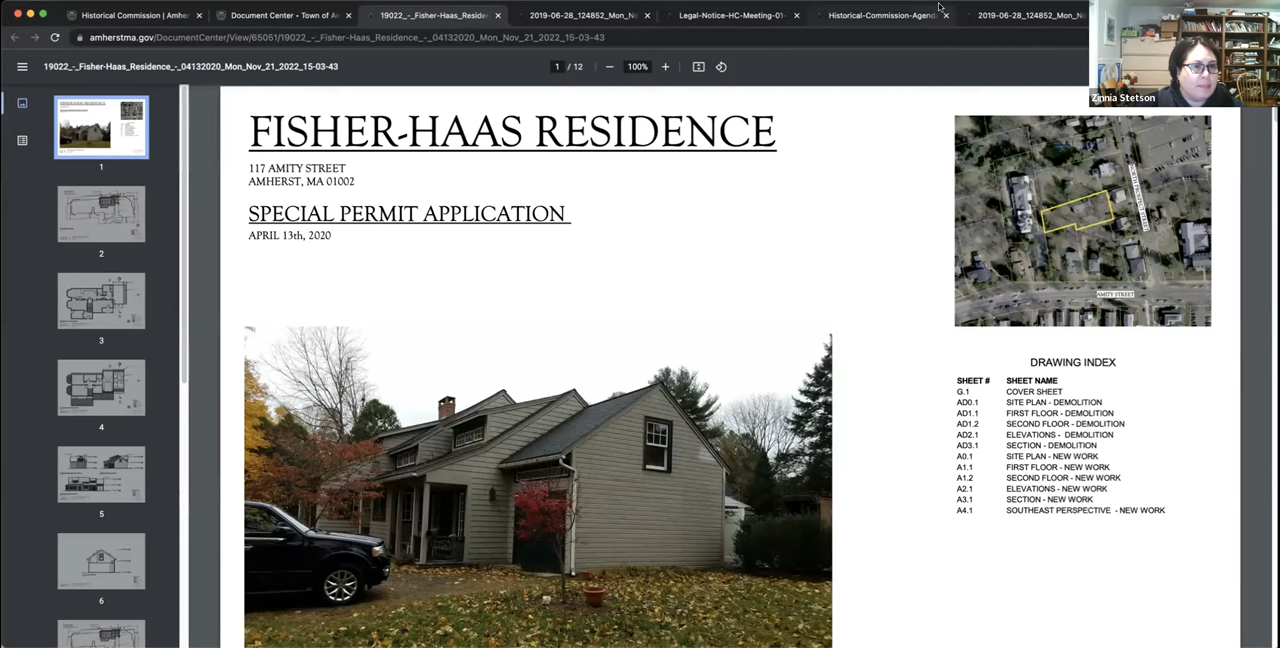 Historical Commission | Amher
Document Center • Town of A
19022_-_Fisher-Haas_Reside
2019-06-28_124852_Mon_No
Legal-Notice-HC-Meeting-01-
Historical-Commission-Agenda
2019-06-28_124852_Mon_No
amherstma.gov/DocumentCenter/View/65051/19022_-_Fisher-Haas_Residence_-_04132020_Mon_Nov_21_2022_15-03-43
19022_-_Fisher-Haas_Residence_-_04132020_Mon_Nov_21_2022_15-03-43
1 / 12
100%
Zinnia Stetson
1
2
3
4
5
6
FISHER-HAAS RESIDENCE
117 AMITY STREET
AMHERST, MA 01002
SPECIAL PERMIT APPLICATION
APRIL 13th, 2020
AMITY STREET
DRAWING INDEX
SHEET # SHEET NAME
G.1 COVER SHEET
AD0.1 SITE PLAN - DEMOLITION
AD1.1 FIRST FLOOR - DEMOLITION
AD1.2 SECOND FLOOR - DEMOLITION
AD2.1 ELEVATIONS - DEMOLITION
AD3.1 SECTION - DEMOLITION
A0.1 SITE PLAN - NEW WORK
A1.1 FIRST FLOOR - NEW WORK
A1.2 SECOND FLOOR - NEW WORK
A2.1 ELEVATIONS - NEW WORK
A3.1 SECTION - NEW WORK
A4.1 SOUTHEAST PERSPECTIVE - NEW WORK